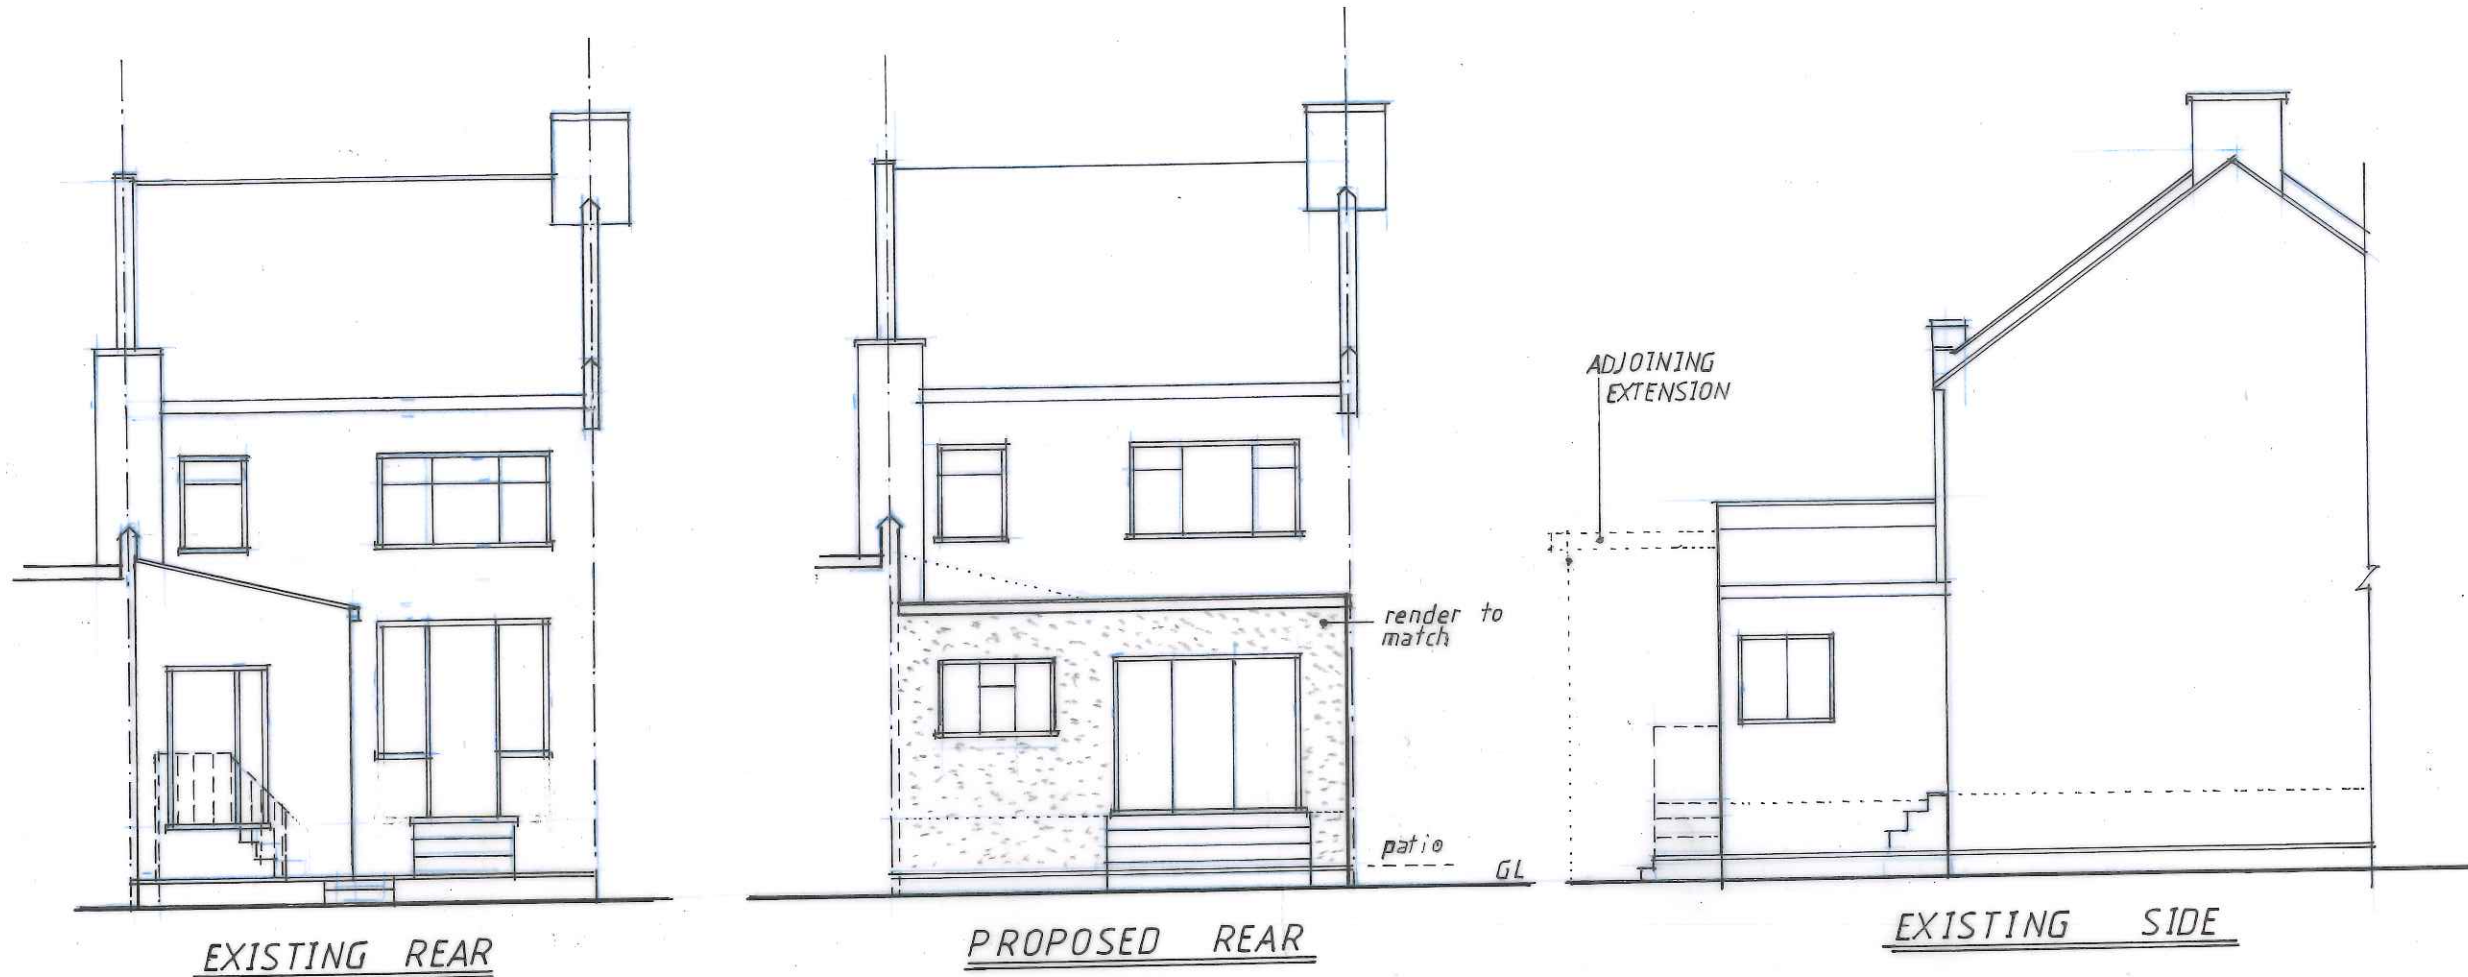 ADJOINING
EXTENSION
render to
match
patio
GL
EXISTING REAR
PROPOSED REAR
EXISTING SIDE